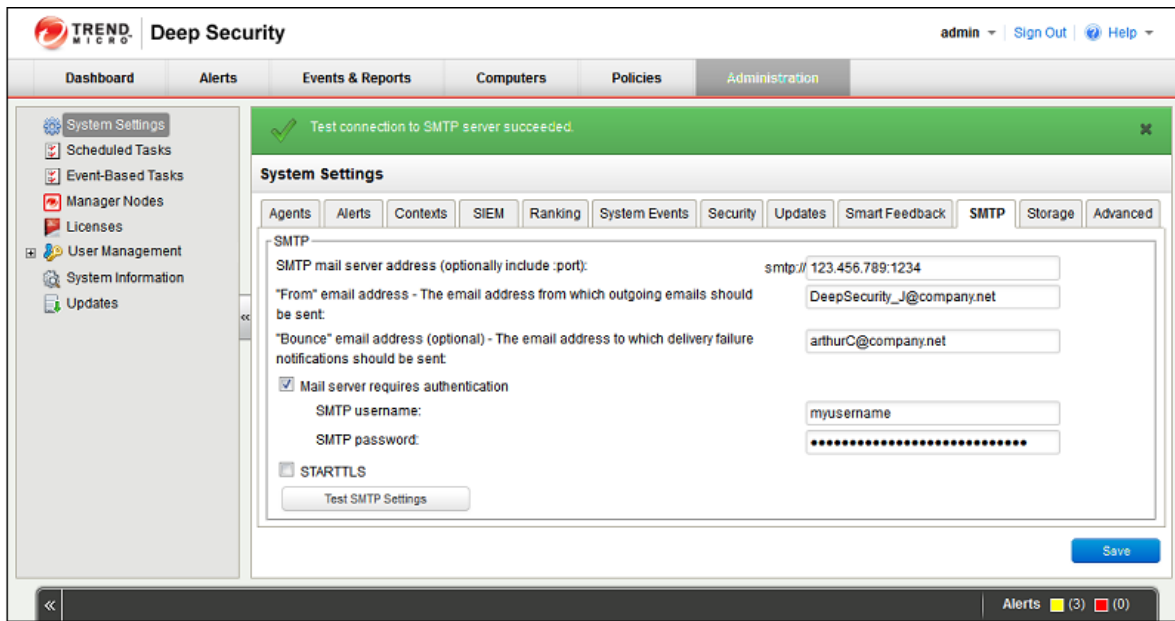 TREND MICRO Deep Security
admin Sign Out Help
Dashboard Alerts Events & Reports Computers Policies Administration
System Settings
Scheduled Tasks
Event-Based Tasks
Manager Nodes
Licenses
User Management
System Information
Updates
Test connection to SMTP server succeeded.
System Settings
Agents Alerts Contexts SIEM Ranking System Events Security Updates Smart Feedback SMTP Storage Advanced
SMTP
SMTP mail server address (optionally include :port): smtp:// 123.456.789:1234
"From" email address - The email address from which outgoing emails should DeepSecurity_J@company.net
be sent:
"Bounce" email address (optional) - The email address to which delivery failure arthurC@company.net
notifications should be sent:
Mail server requires authentication
SMTP username: myusername
SMTP password: ••••••••••••••••••••••••••••
STARTTLS
Test SMTP Settings
Save
Alerts (3) (0)